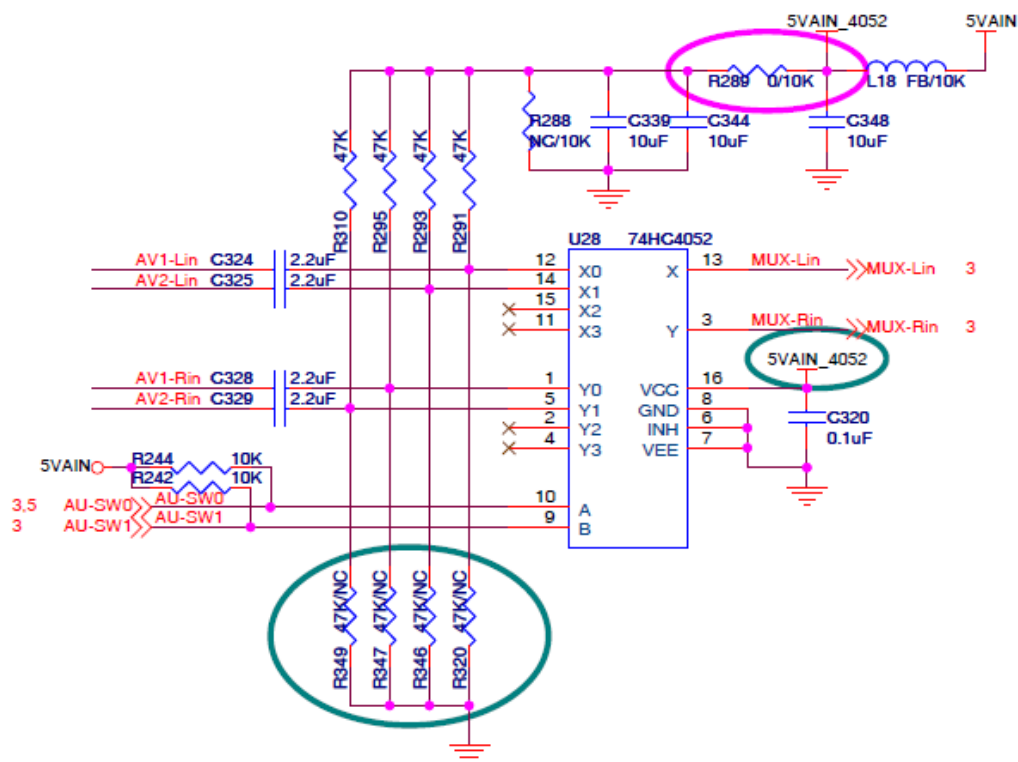 5VAIN_4052
5VAIN
R289 0/10K
L18 FB/10K
R288
NC/10K
C339
10uF
C344
10uF
C348
10uF
47K
47K
47K
47K
R310
R295
R293
R291
U28 74HC4052
AV1-Lin C324 2.2uF
AV2-Lin C325 2.2uF
12 X0
14 X1
15 X2
11 X3
X 13 MUX-Lin MUX-Lin 3
Y 3 MUX-Rin MUX-Rin 3
5VAIN_4052
AV1-Rin C328 2.2uF
AV2-Rin C329 2.2uF
1 Y0
5 Y1
2 Y2
4 Y3
VCC 16
GND 8
INH 6
VEE 7
C320
0.1uF
5VAIN R244 10K
R242 10K
3,5 AU-SW0 AU-SW0
3 AU-SW1 AU-SW1
10 A
9 B
47K/NC
47K/NC
47K/NC
47K/NC
R349
R347
R346
R320